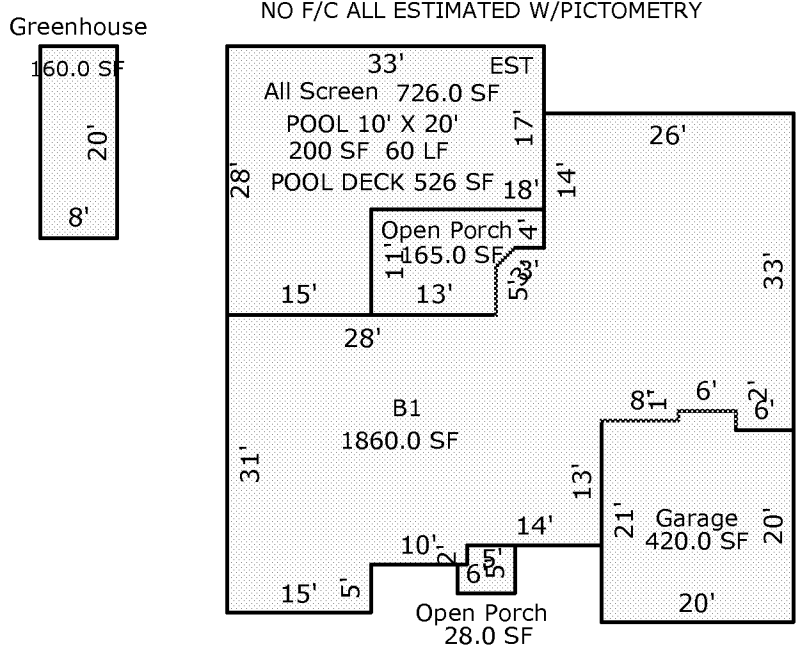 NO F/C ALL ESTIMATED W/PICTOMETRY
Greenhouse
160.0 SF
20'
8'
33'
EST
All Screen 726.0 SF
POOL 10' X 20'
200 SF 60 LF
POOL DECK 526 SF
17'
28'
18'
14'
26'
Open Porch
165.0 SF
4'
11'
3'
3'
5'
15'
13'
28'
33'
B1
1860.0 SF
31'
8'
1'
6'
2'
6'
13'
21'
Garage
420.0 SF
20'
20'
14'
10'
2'
5'
6'
5'
15'
5'
Open Porch
28.0 SF